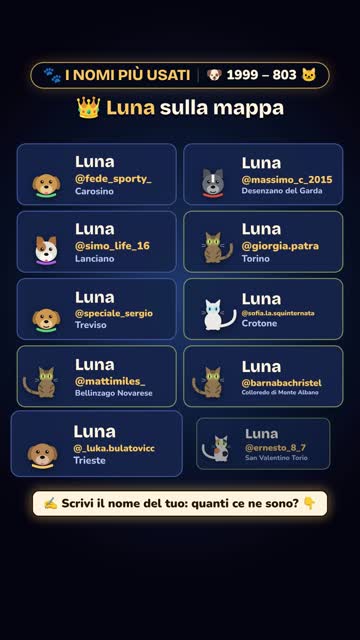 🐾 I NOMI PIÙ USATI | 🐶 1999 – 803 🐱
👑 Luna sulla mappa
Luna
@fede_sporty_
Carosino
Luna
@massimo_c_2015
Desenzano del Garda
Luna
@simo_life_16
Lanciano
Luna
@giorgia.patra
Torino
Luna
@speciale_sergio
Treviso
Luna
@sofia.la.squinternata
Crotone
Luna
@mattimiles_
Bellinzago Novarese
Luna
@barnabachristel
Colloredo di Monte Albano
Luna
@_luka.bulatovicc
Trieste
Luna
@ernesto_8_7
San Valentino Torio
✍️ Scrivi il nome del tuo: quanti ce ne sono? 👇